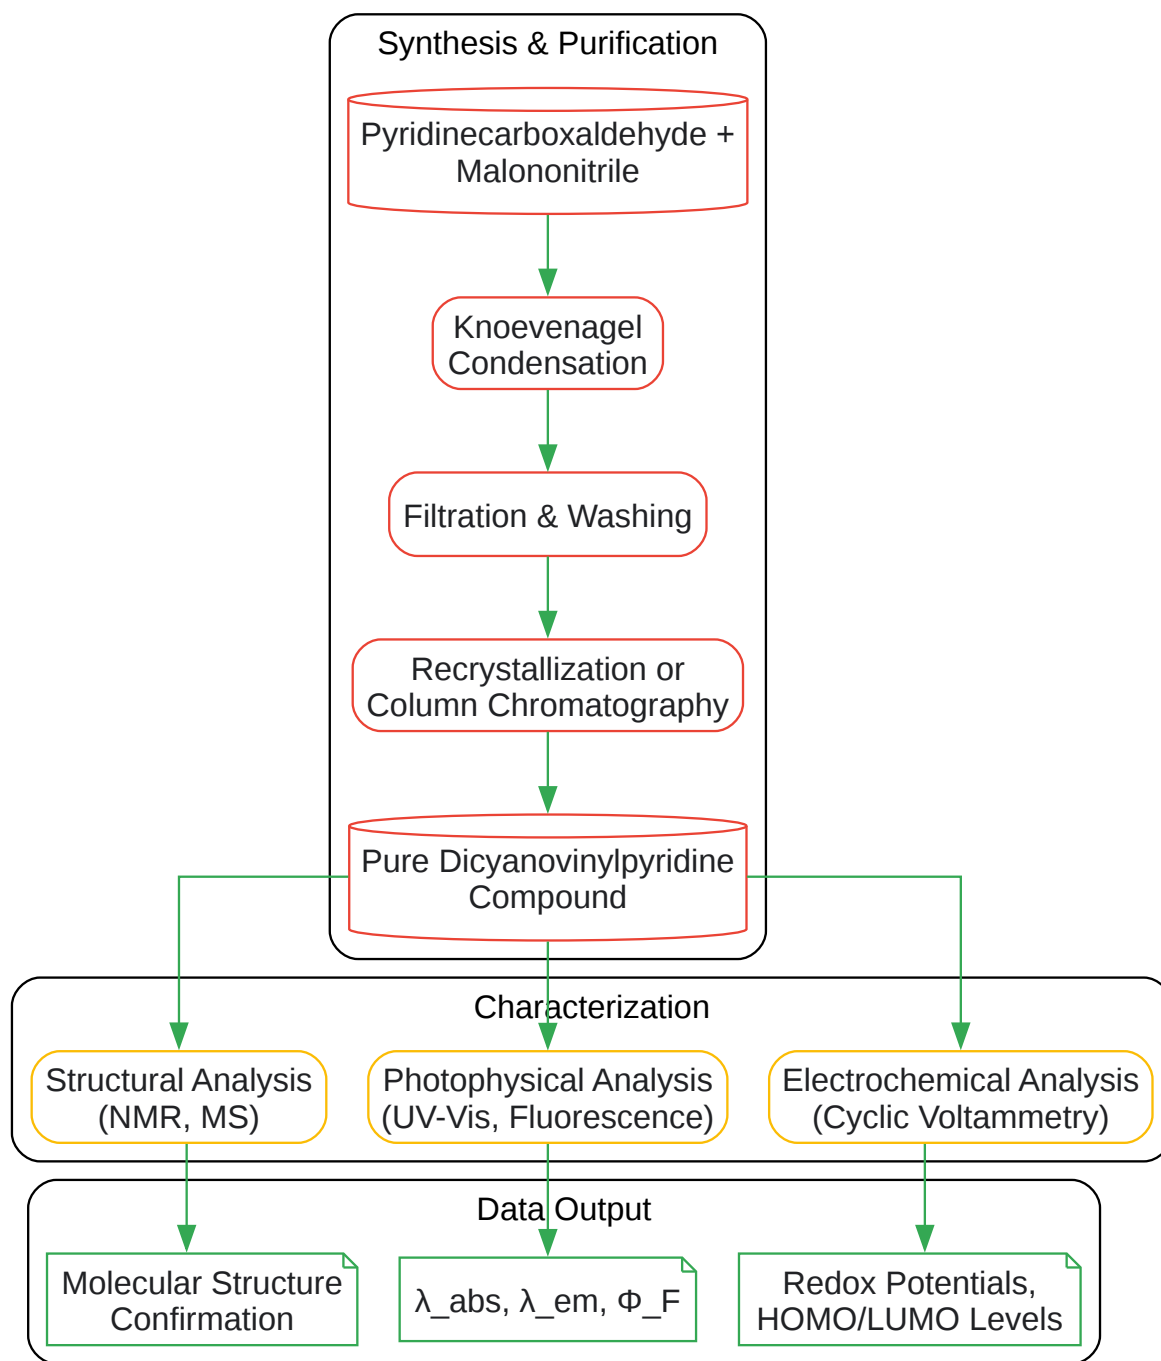 Synthesis & Purification
Pyridinecarboxaldehyde +
Malononitrile
Knoevenagel
Condensation
Filtration & Washing
Recrystallization or
Column Chromatography
Pure Dicyanovinylpyridine
Compound
Characterization
Structural Analysis
(NMR, MS)
Photophysical Analysis
(UV-Vis, Fluorescence)
Electrochemical Analysis
(Cyclic Voltammetry)
Data Output
Molecular Structure
Confirmation
λ_abs, λ_em, Φ_F
Redox Potentials,
HOMO/LUMO Levels